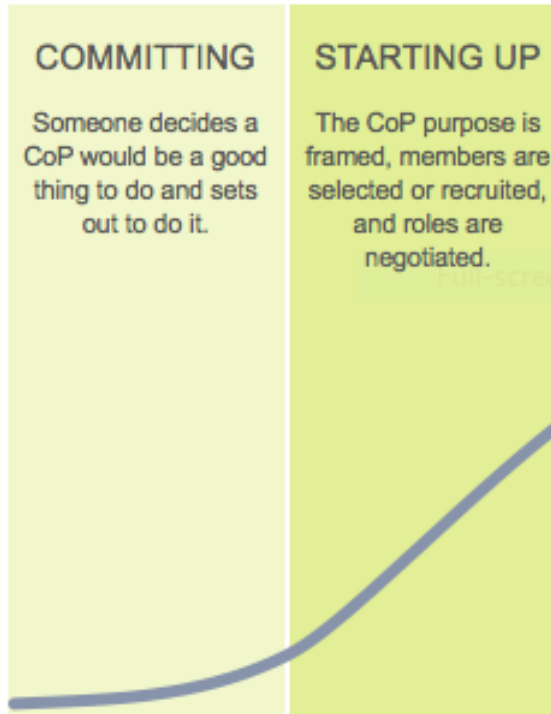 COMMITTING
Someone decides a
CoP would be a good
thing to do and sets
out to do it.
STARTING UP
The CoP purpose is
framed, members are
selected or recruited,
and roles are
negotiated.